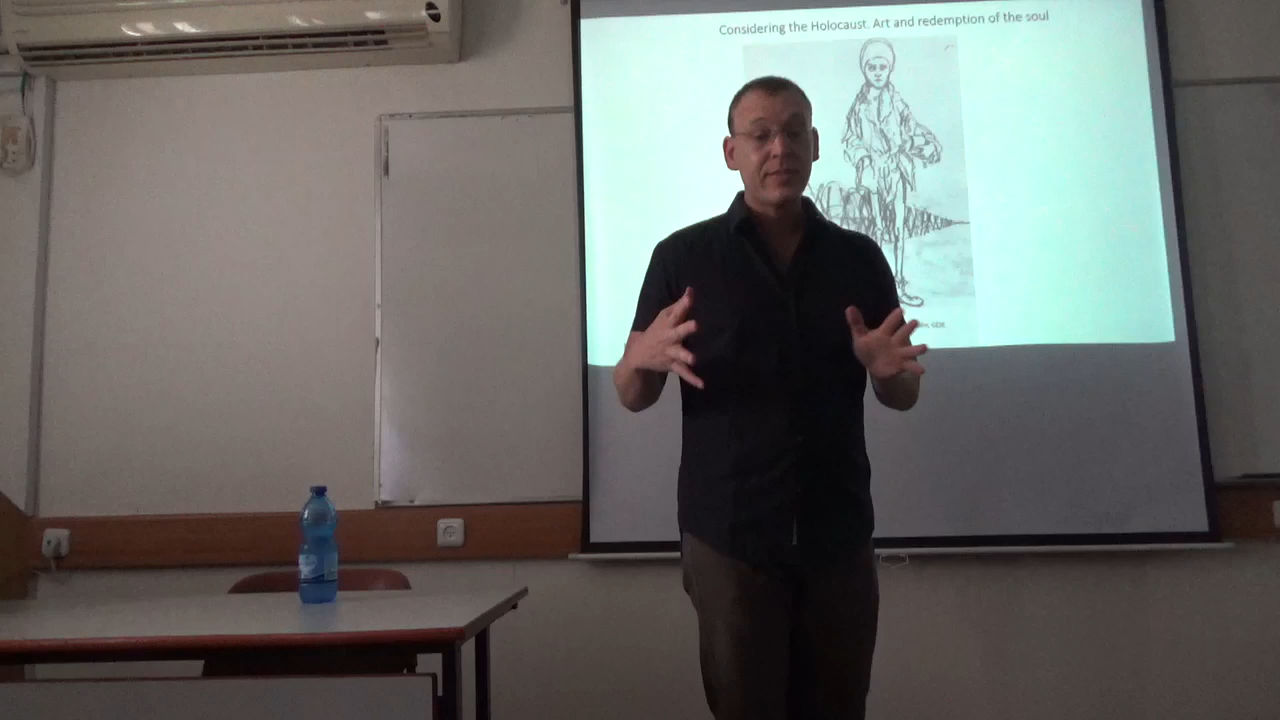 Considering the Holocaust. Art and redemption of the soul